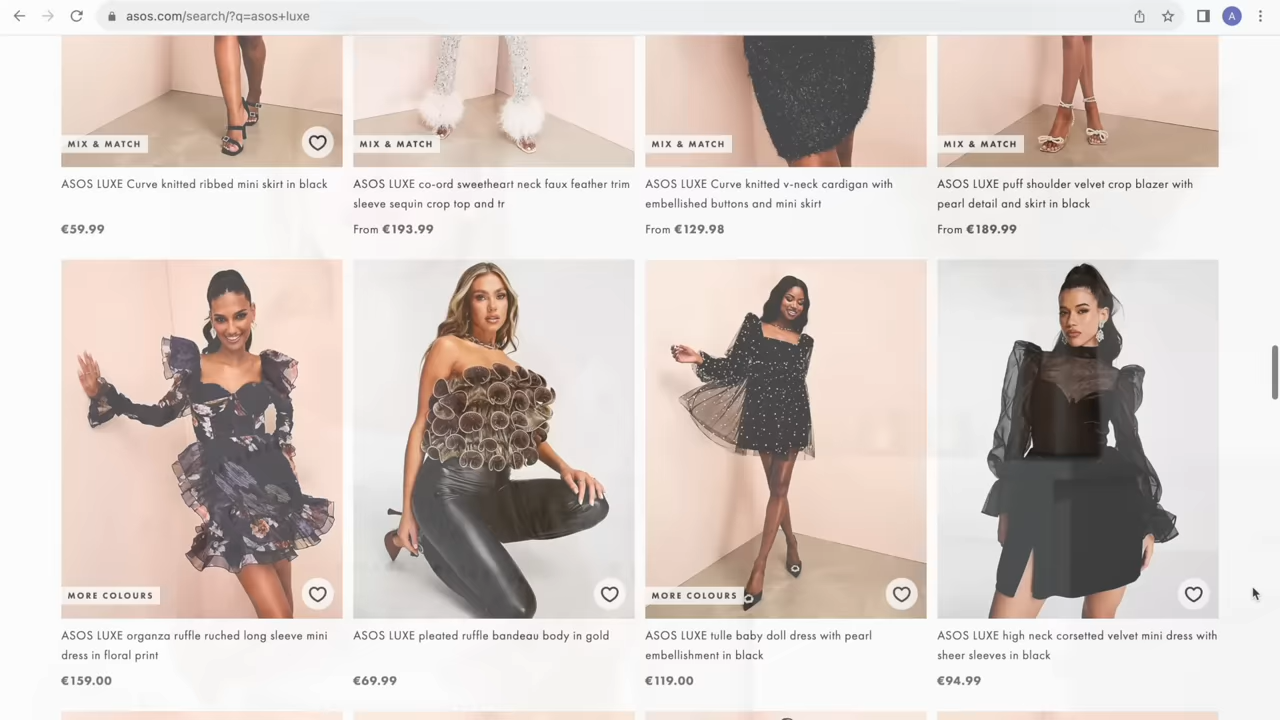 asos.com/search/?q=asos+luxe
A
MIX & MATCH
MIX & MATCH
MIX & MATCH
MIX & MATCH
ASOS LUXE Curve knitted ribbed mini skirt in black
€59.99
ASOS LUXE co-ord sweetheart neck faux feather trim
sleeve sequin crop top and tr
From €193.99
ASOS LUXE Curve knitted v-neck cardigan with
embellished buttons and mini skirt
From €129.98
ASOS LUXE puff shoulder velvet crop blazer with
pearl detail and skirt in black
From €189.99
MORE COLOURS
MORE COLOURS
ASOS LUXE organza ruffle ruched long sleeve mini
dress in floral print
€159.00
ASOS LUXE pleated ruffle bandeau body in gold
€69.99
ASOS LUXE tulle baby doll dress with pearl
embellishment in black
€119.00
ASOS LUXE high neck corsetted velvet mini dress with
sheer sleeves in black
€94.99